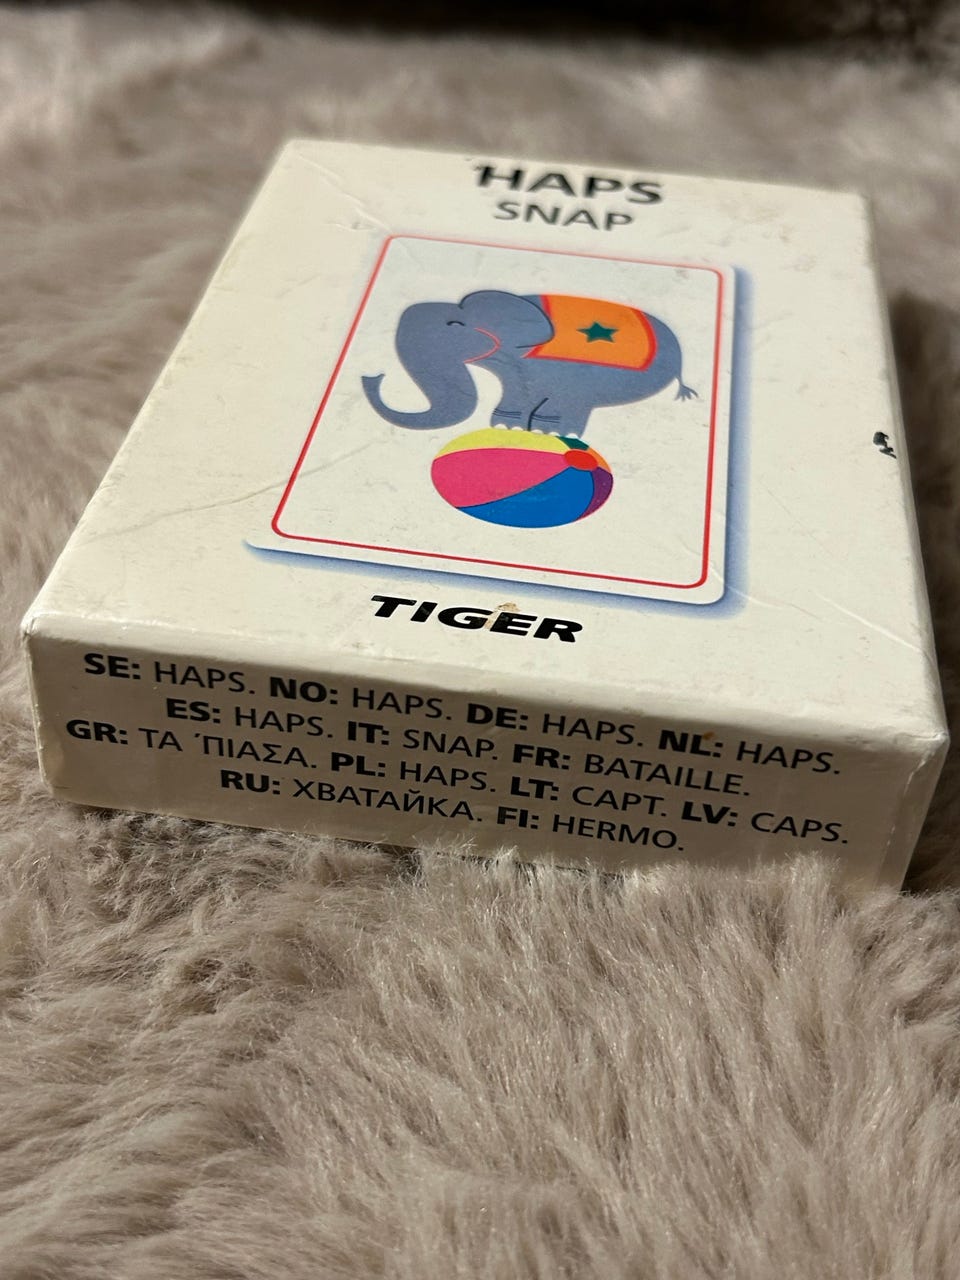 HAPS
SNAP
TIGER
SE: HAPS. NO: HAPS. DE: HAPS. NL: HAPS.
ES: HAPS. IT: SNAP. FR: BATAILLE.
GR: ΤΑ ΄ΠΙΑΣΑ. PL: HAPS. LT: CAPT. LV: CAPS.
RU: ХВАТАЙКА. FI: HERMO.